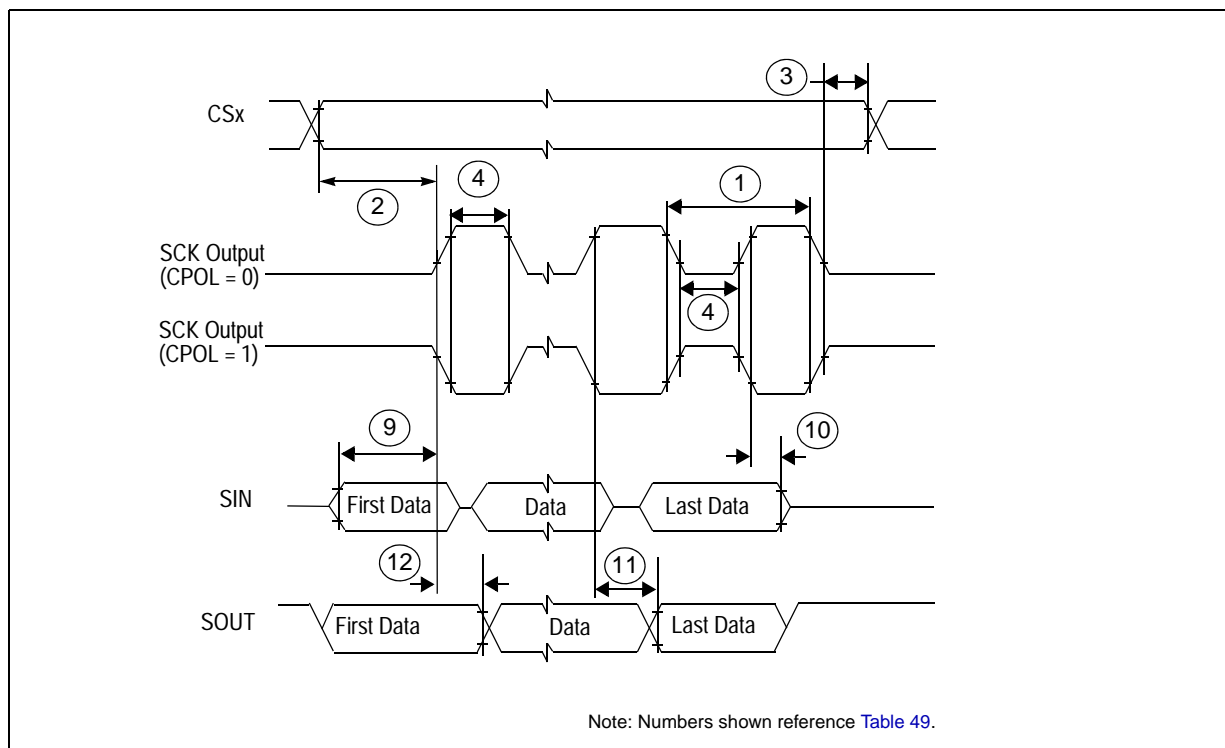 3
CSx
2
4
1
SCK Output
(CPOL = 0)
4
SCK Output
(CPOL = 1)
9
10
SIN
First Data
Data
Last Data
12
11
SOUT
First Data
Data
Last Data
Note: Numbers shown reference Table 49.